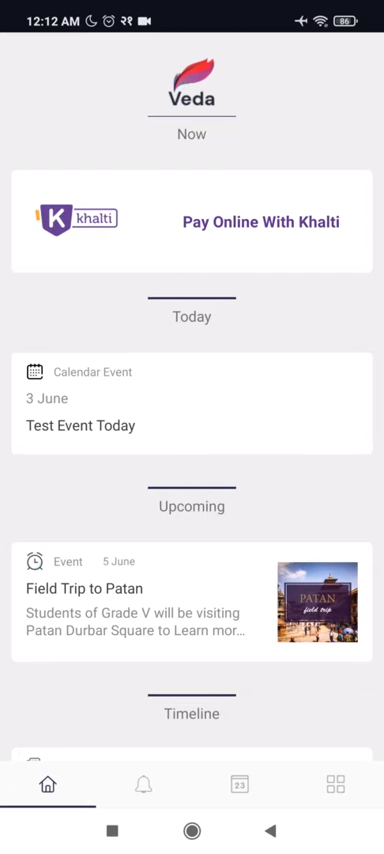 12:12 AM २१ 86
Veda
Now
K khalti
Pay Online With Khalti
Today
Calendar Event
3 June
Test Event Today
Upcoming
Event 5 June
Field Trip to Patan
Students of Grade V will be visiting
Patan Durbar Square to Learn mor...
PATAN
field trip
Timeline
23